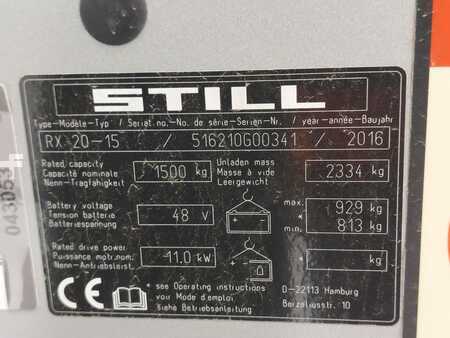 STILL
Type-Modèle-Typ / Serial.no.-No de série-Serien-Nr. / year-année-Baujahr
RX 20-15 / 516210G00341 / 2016
Rated capacity
Capacité nominale
Nenn-Tragfähigkeit
1500 kg
Unladen mass
Masse à vide
Leergewicht
2334 kg
Battery voltage
Tension batterie
Batteriespannung
48 V
max. 929 kg
*
min. 813 kg
Rated drive power
Puissance mot.nom.
Nenn-Antriebsleist.
11.0 kW
* kg
CE
* see Operating instructions
voir Mode d'emploi
siehe Betriebsanleitung
D-22113 Hamburg
Berzeliusstr. 10
043053